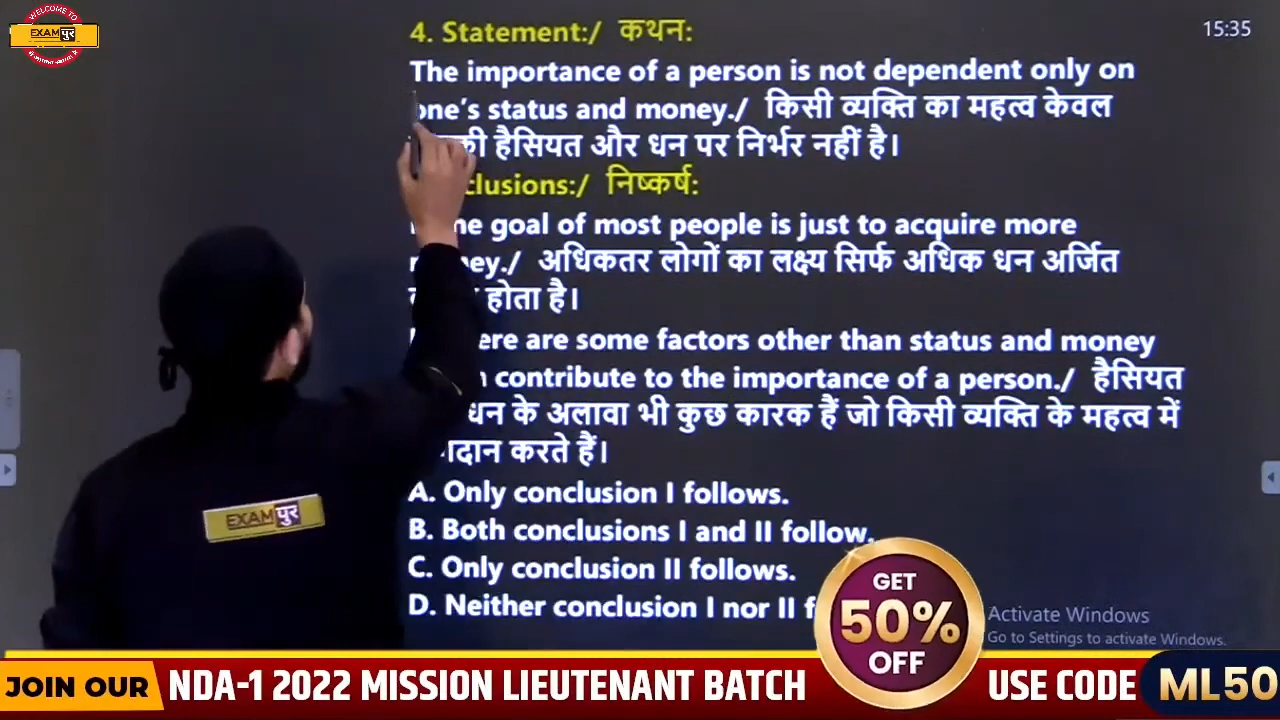 WELCOME TO
EXAMपुर
15:35
4. Statement:/ कथन:
The importance of a person is not dependent only on
one's status and money./ किसी व्यक्ति का महत्व केवल
की हैसियत और धन पर निर्भर नहीं है।
clusions:/ निष्कर्ष:
goal of most people is just to acquire more
ey./ अधिकतर लोगों का लक्ष्य सिर्फ अधिक धन अर्जित
होता है।
ere are some factors other than status and money
contribute to the importance of a person./ हैसियत
धन के अलावा भी कुछ कारक हैं जो किसी व्यक्ति के महत्व में
गदान करते हैं।
A. Only conclusion I follows.
B. Both conclusions I and II follow.
C. Only conclusion II follows.
D. Neither conclusion I nor II f
EXAMपुर
GET
50%
OFF
Activate Windows
Go to Settings to activate Windows.
JOIN OUR NDA-1 2022 MISSION LIEUTENANT BATCH USE CODE ML50